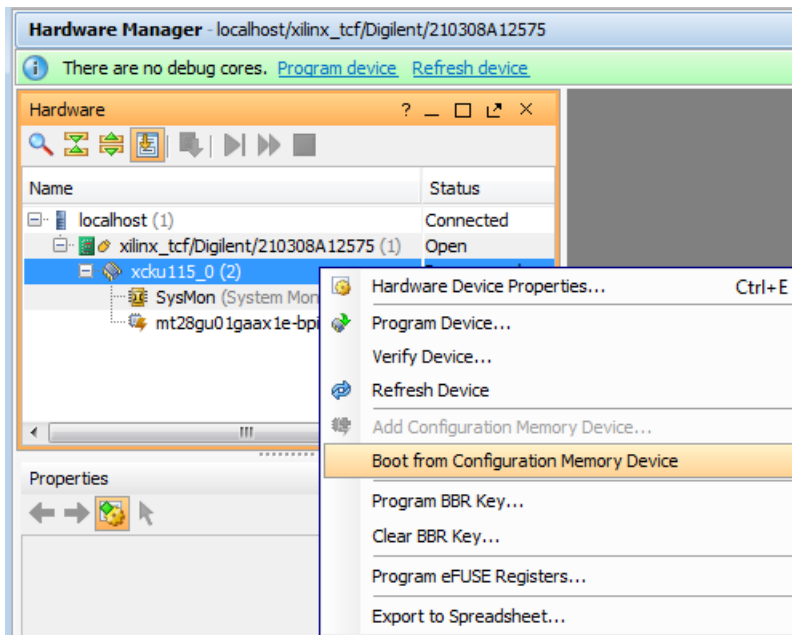 Hardware Manager - localhost/xilinx_tcf/Digilent/210308A12575
There are no debug cores. Program device Refresh device
Hardware
Name Status
localhost (1) Connected
xilinx_tcf/Digilent/210308A12575 (1) Open
xcku115_0 (2)
SysMon (System Mon
mt28gu01gaax1e-bpi
Hardware Device Properties... Ctrl+E
Program Device...
Verify Device...
Refresh Device
Add Configuration Memory Device...
Boot from Configuration Memory Device
Program BBR Key...
Clear BBR Key...
Program eFUSE Registers...
Export to Spreadsheet...
Properties